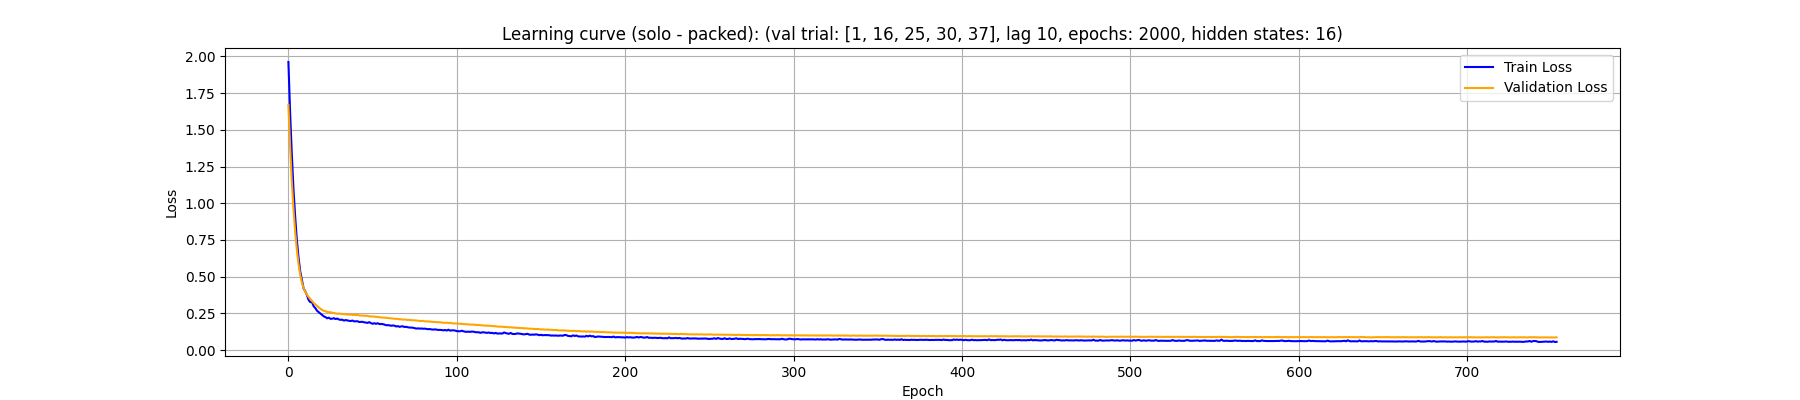 Learning curve (solo - packed): (val trial: [1, 16, 25, 30, 37], lag 10, epochs: 2000, hidden states: 16)
Train Loss
Validation Loss
2.00
1.75
1.50
1.25
1.00
0.75
0.50
0.25
0.00
Loss
0 100 200 300 400 500 600 700
Epoch